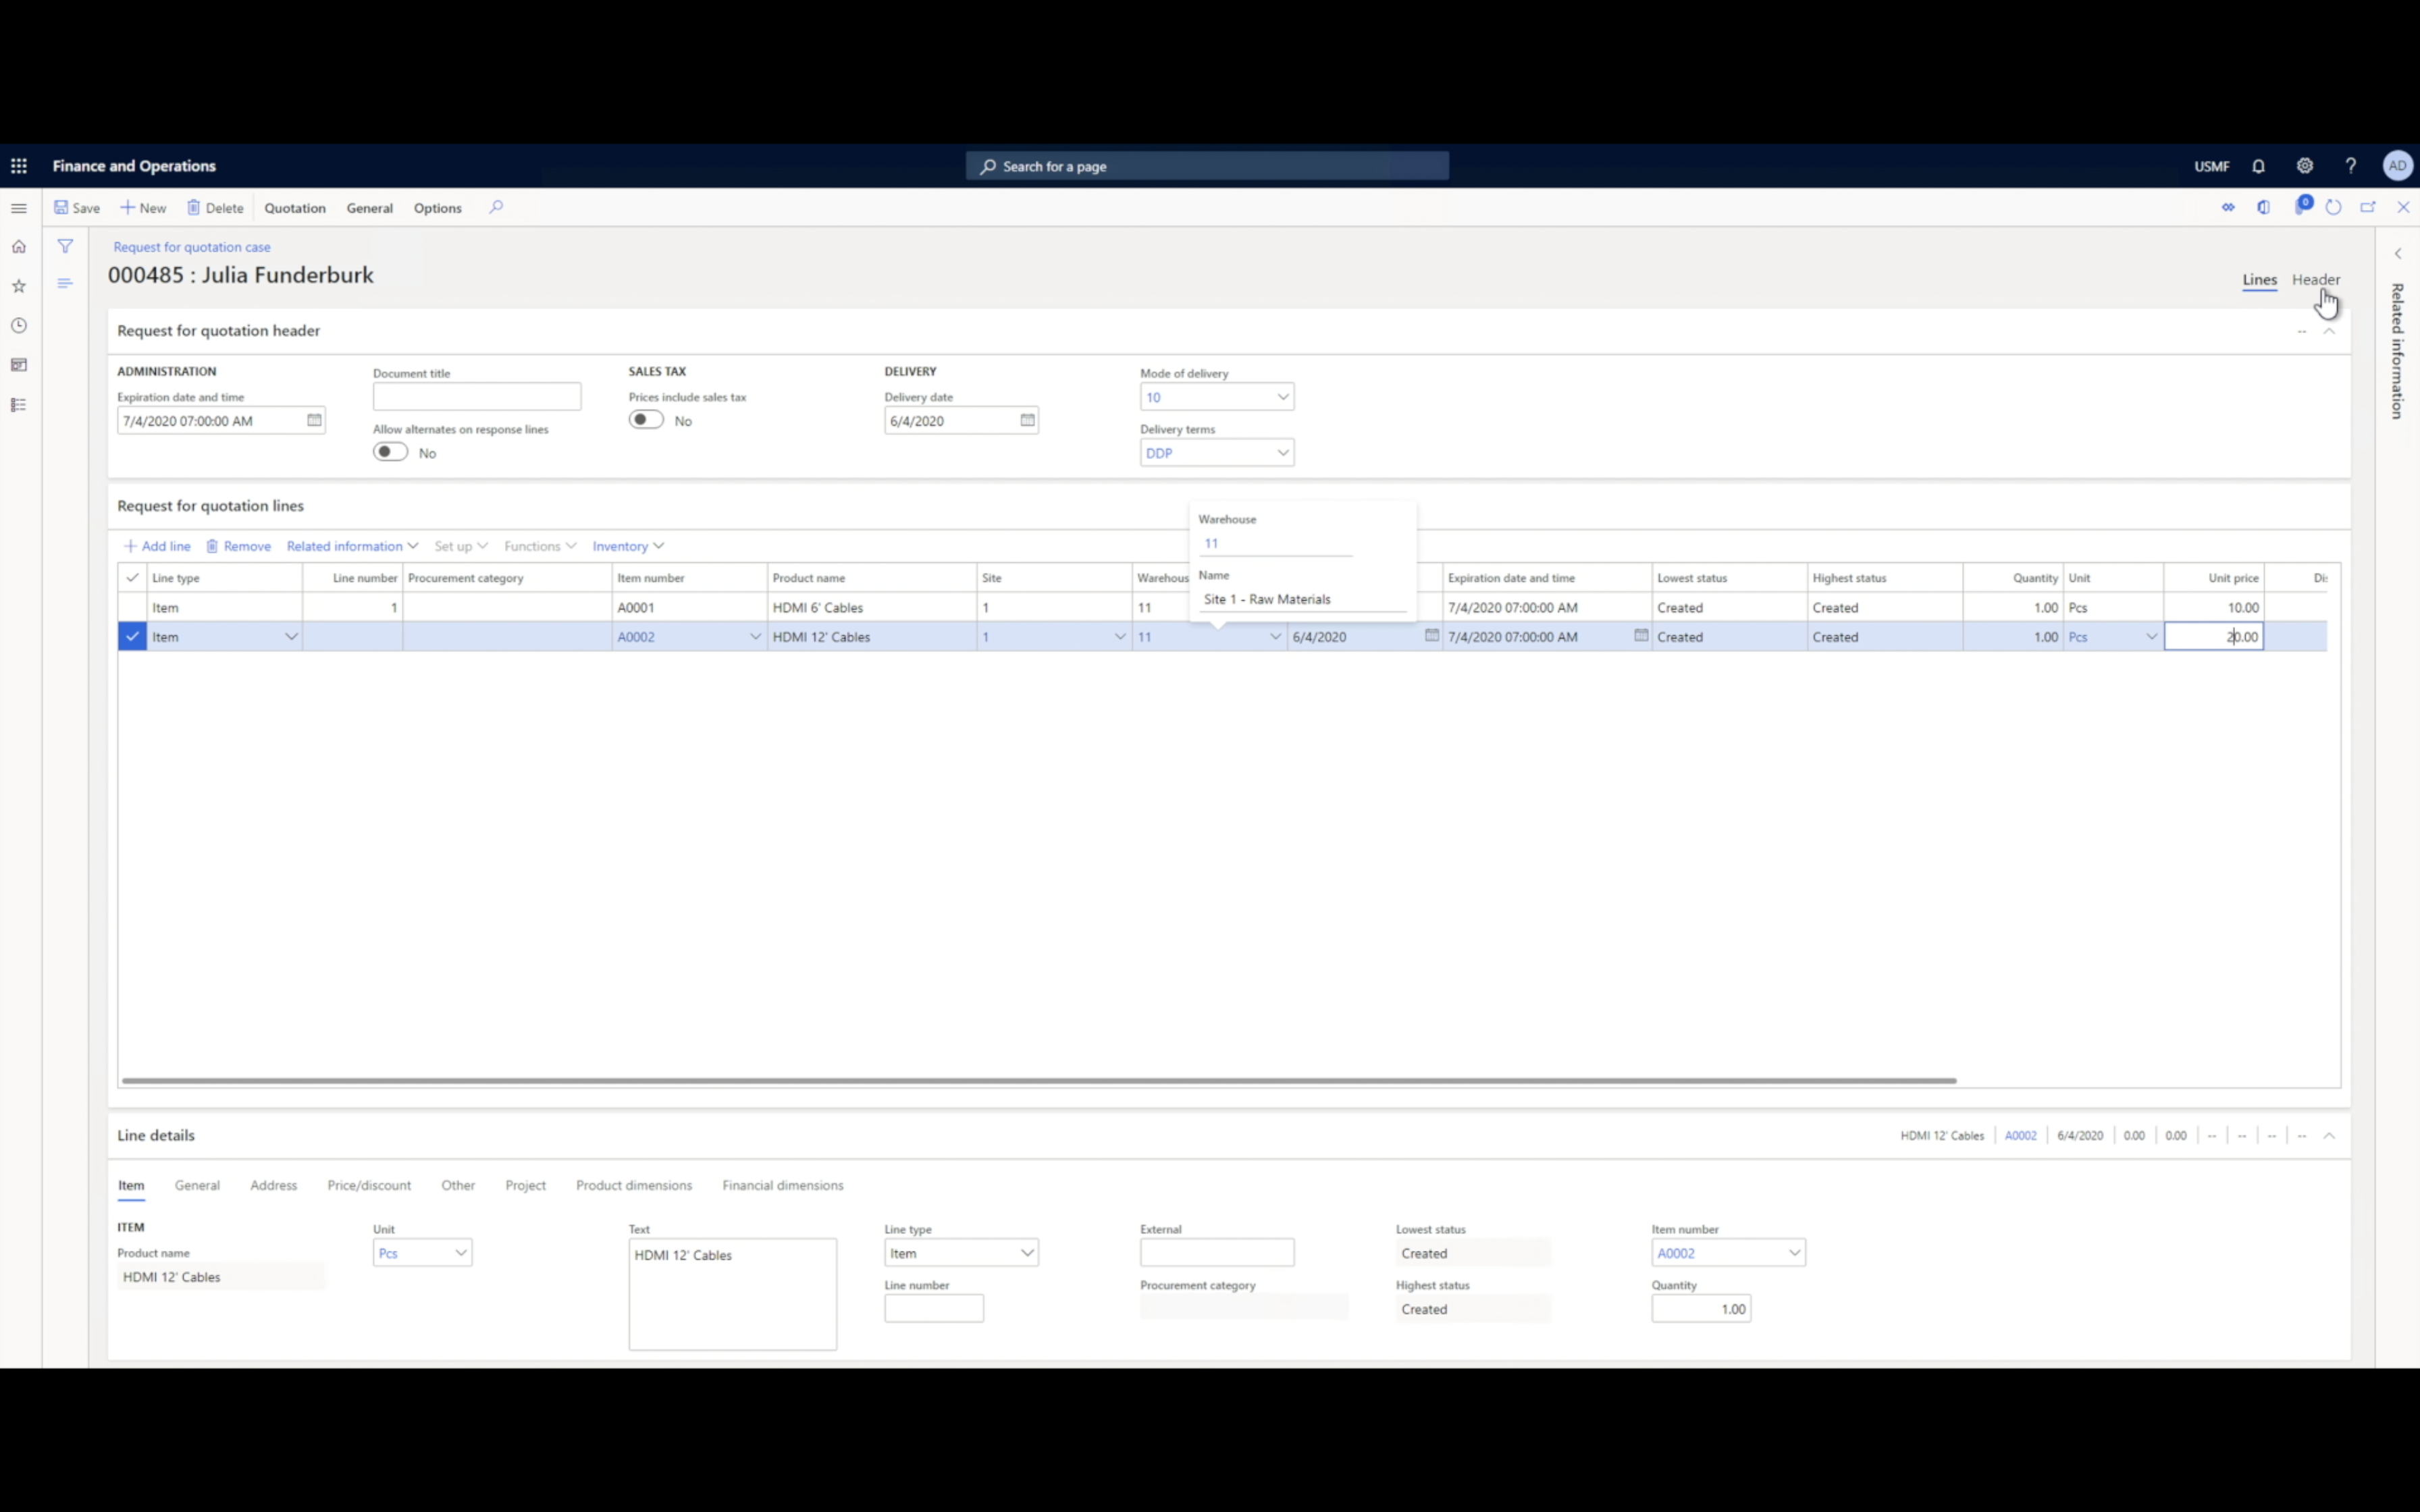 Finance and Operations
Search for a page
USMF
AD
Save
New
Delete
Quotation
General
Options
0
Request for quotation case
000485 : Julia Funderburk
Lines
Header
Related information
Request for quotation header
--
ADMINISTRATION
Expiration date and time
7/4/2020 07:00:00 AM
Document title
Allow alternates on response lines
No
SALES TAX
Prices include sales tax
No
DELIVERY
Delivery date
6/4/2020
Mode of delivery
10
Delivery terms
DDP
Request for quotation lines
Warehouse
11
Name
Site 1 - Raw Materials
Add line
Remove
Related information
Set up
Functions
Inventory
Line type Line number Procurement category Item number Product name Site Warehous Expiration date and time Lowest status Highest status Quantity Unit Unit price Di
Item 1 A0001 HDMI 6' Cables 1 11 7/4/2020 07:00:00 AM Created Created 1.00 Pcs 10.00
Item A0002 HDMI 12' Cables 1 11 6/4/2020 7/4/2020 07:00:00 AM Created Created 1.00 Pcs 20.00
Line details
HDMI 12' Cables A0002 6/4/2020 0.00 0.00 -- -- -- --
Item General Address Price/discount Other Project Product dimensions Financial dimensions
ITEM
Product name
HDMI 12' Cables
Unit
Pcs
Text
HDMI 12' Cables
Line type
Item
Line number
External
Procurement category
Lowest status
Created
Highest status
Created
Item number
A0002
Quantity
1.00